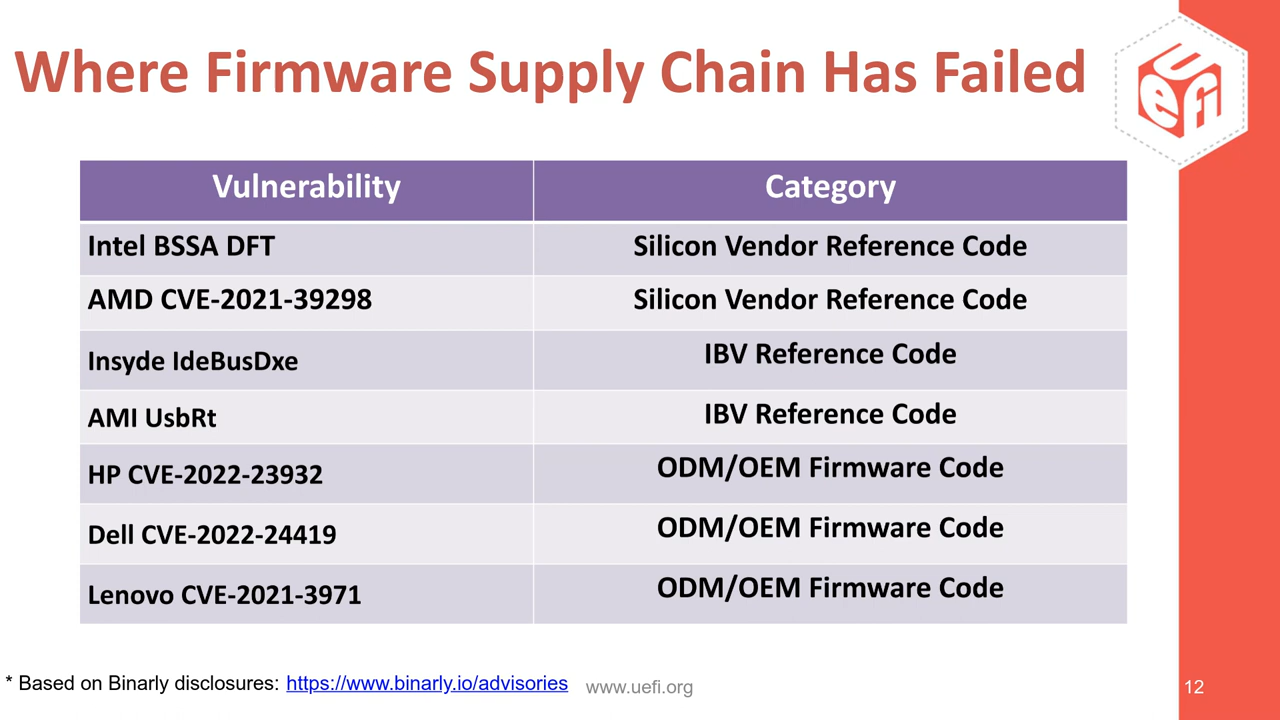 Where Firmware Supply Chain Has Failed
uefi
Vulnerability Category
Intel BSSA DFT Silicon Vendor Reference Code
AMD CVE-2021-39298 Silicon Vendor Reference Code
Insyde IdeBusDxe IBV Reference Code
AMI UsbRt IBV Reference Code
HP CVE-2022-23932 ODM/OEM Firmware Code
Dell CVE-2022-24419 ODM/OEM Firmware Code
Lenovo CVE-2021-3971 ODM/OEM Firmware Code
* Based on Binarly disclosures: https://www.binarly.io/advisories www.uefi.org 12